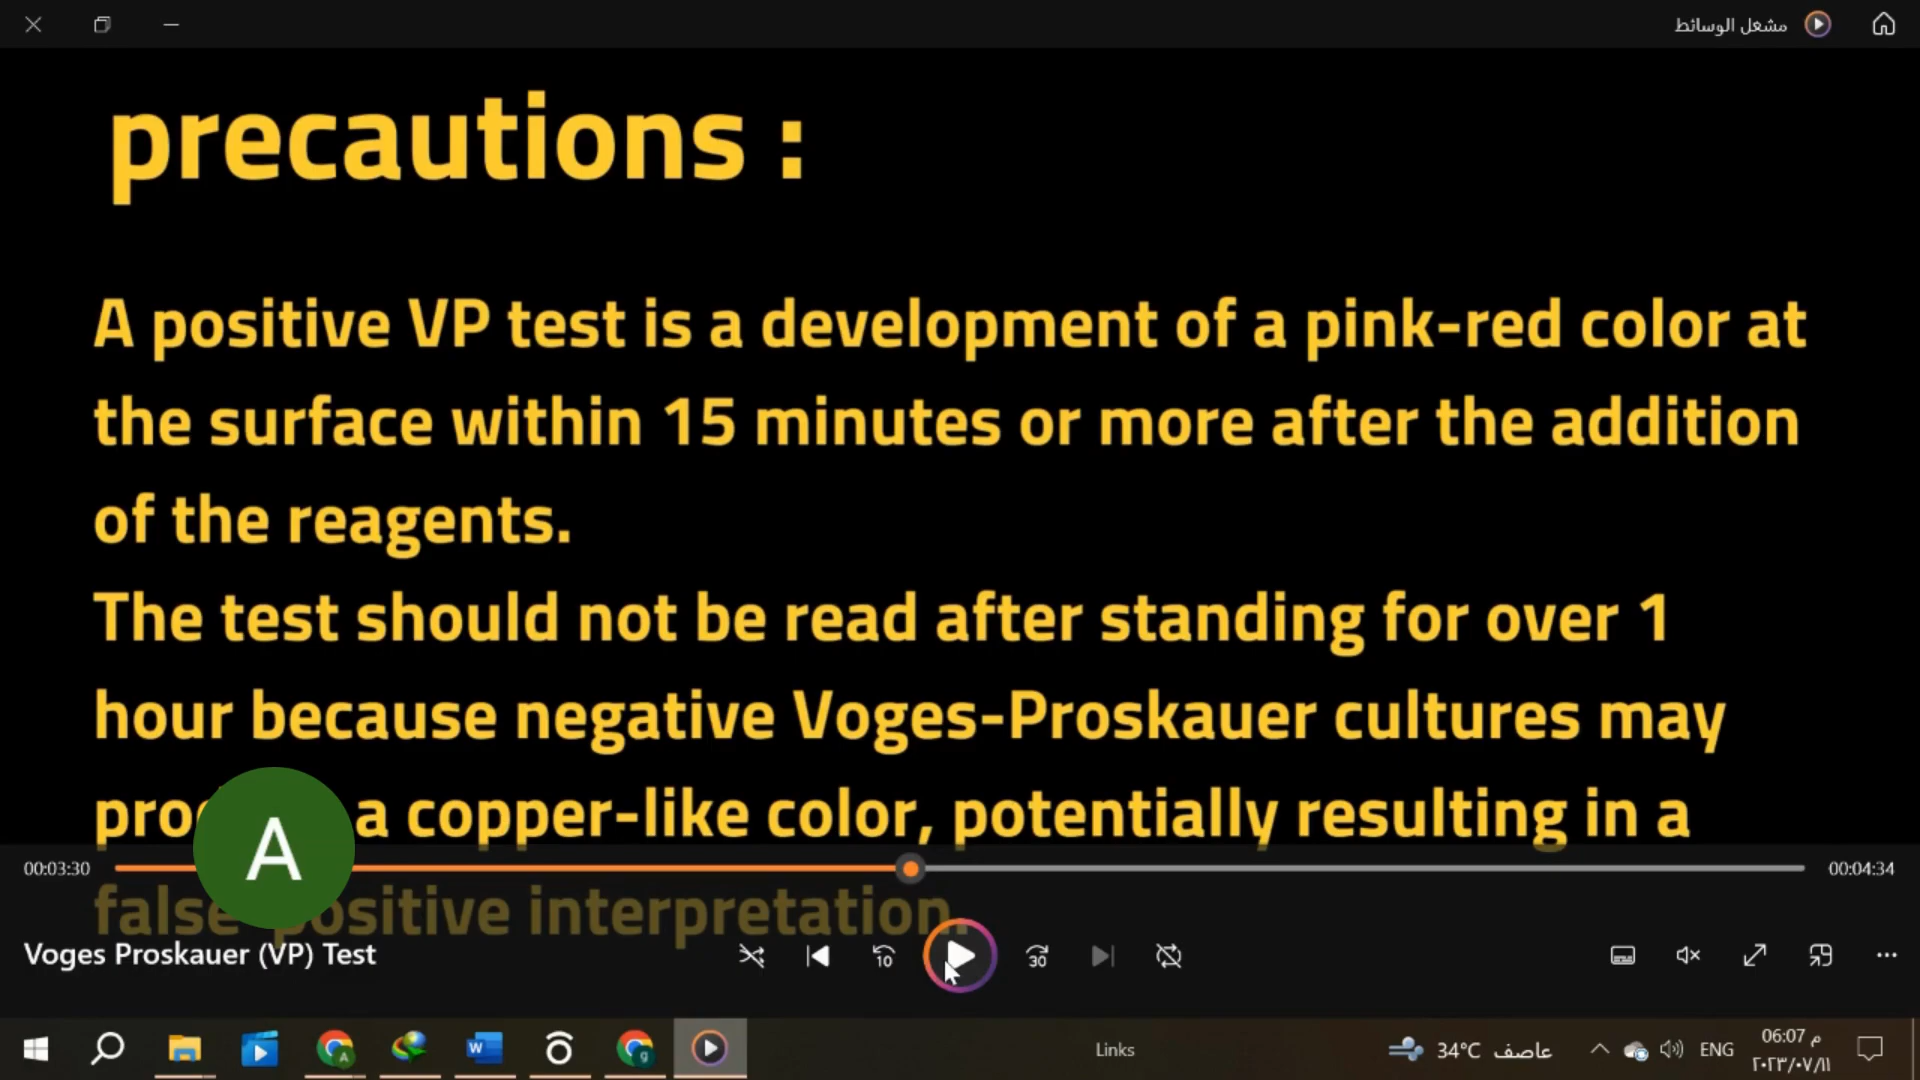 مشغل الوسائط
precautions :
A positive VP test is a development of a pink-red color at
the surface within 15 minutes or more after the addition
of the reagents.
The test should not be read after standing for over 1
hour because negative Voges-Proskauer cultures may
a copper-like color, potentially resulting in a
A
00:03:30
00:04:34
interpretation.
Voges Proskauer (VP) Test
10
30
Links
34°C عاصف
ENG
06:07 م
٢٠٢٣/٠٧/١١